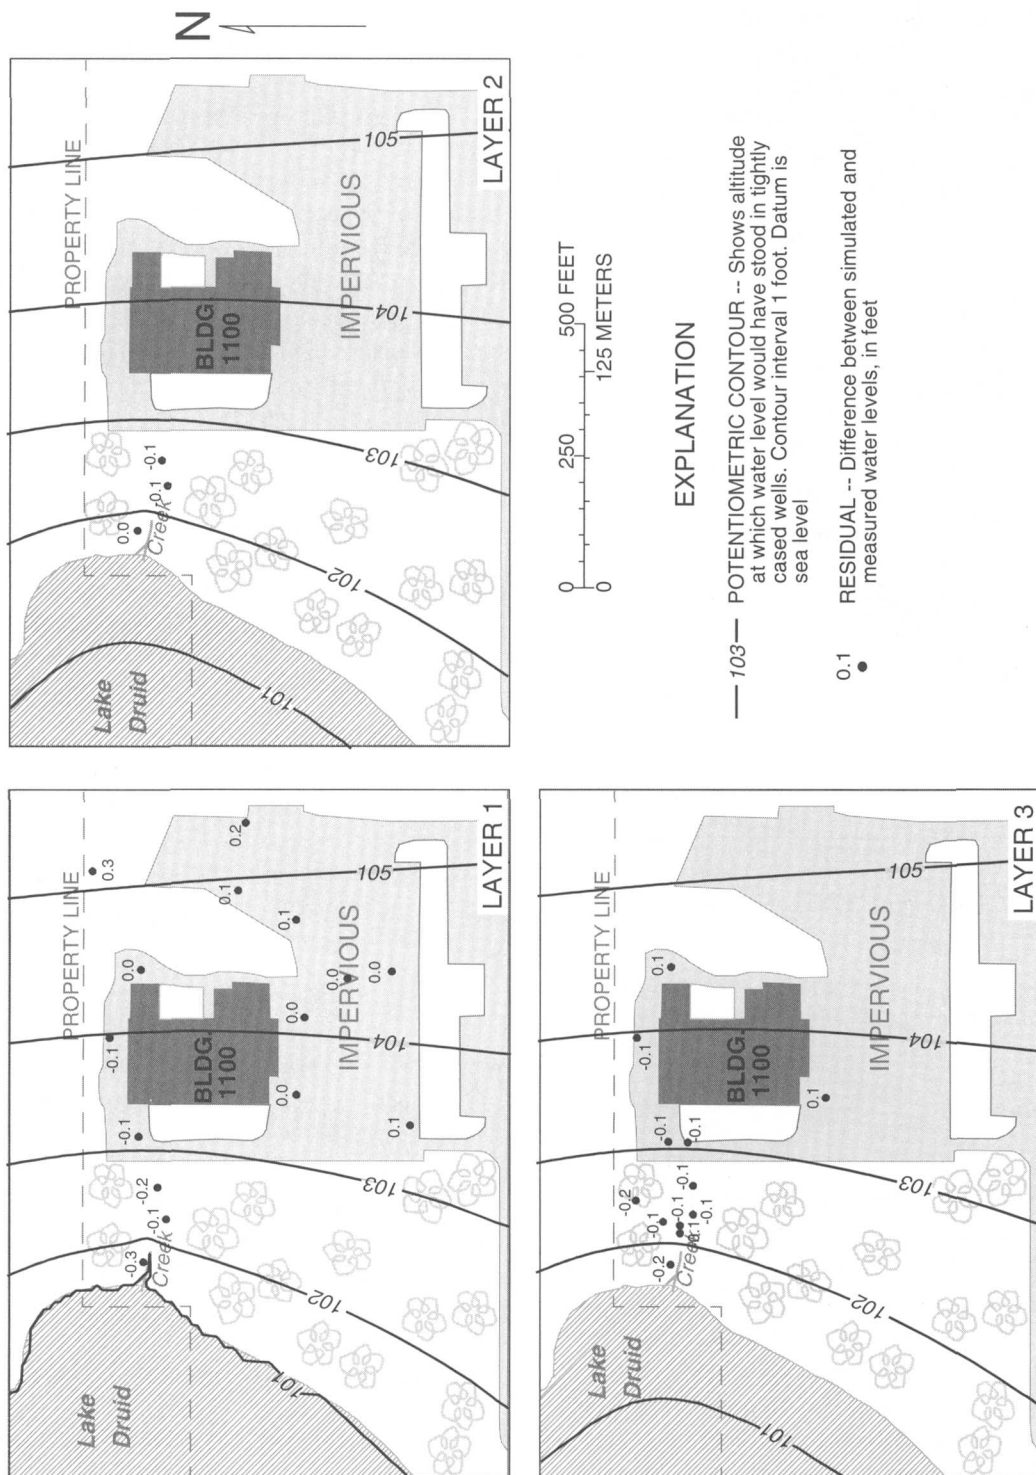 PROPERTY LINE
0.3
-0.1
0.0
-0.1
Lake
Druid
-0.3
-0.1
-0.2
Creek
BLDG.
1100
0.1
0.2
0.0
0.0
0.1
101
102
103
104
105
0.0
0.0
0.1
IMPERVIOUS
LAYER 1
N
PROPERTY LINE
Lake
Druid
0.0
0.1
-0.1
Creek
BLDG.
1100
101
102
103
104
105
IMPERVIOUS
LAYER 2
PROPERTY LINE
-0.2
-0.1
0.1
Lake
Druid
-0.2
-0.1
-0.1
-0.1
-0.1
-0.1
-0.1
Creek
BLDG.
1100
0.1
101
102
103
104
105
IMPERVIOUS
LAYER 3
0 250 500 FEET
0 125 METERS
EXPLANATION
103 POTENTIOMETRIC CONTOUR -- Shows altitude
at which water level would have stood in tightly
cased wells. Contour interval 1 foot. Datum is
sea level
0.1 RESIDUAL -- Difference between simulated and
measured water levels, in feet